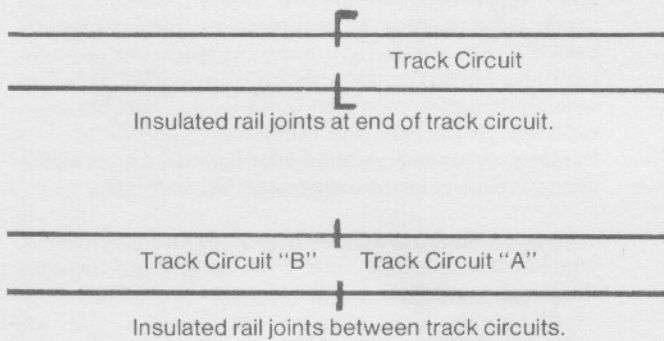 Track Circuit
Insulated rail joints at end of track circuit.
Track Circuit "B" Track Circuit "A"
Insulated rail joints between track circuits.